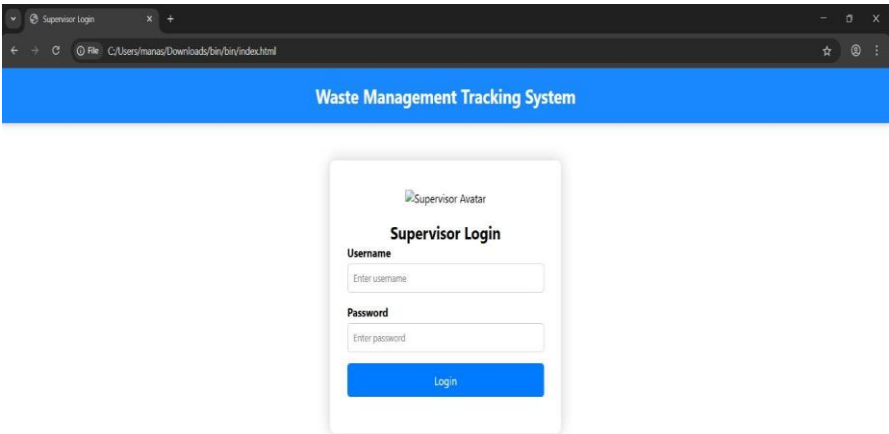 Supervisor Login
File C:/Users/manas/Downloads/bin/bin/index.html
Waste Management Tracking System
Supervisor Avatar
Supervisor Login
Username
Enter username
Password
Enter password
Login